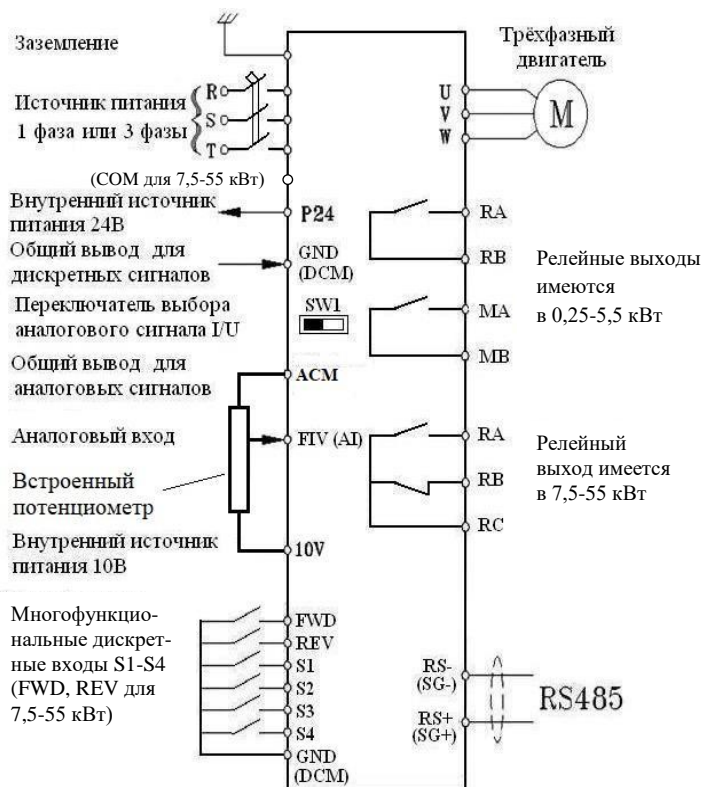 Заземление
Источник питания
1 фаза или 3 фазы
R
S
T
(COM для 7,5-55 кВт)
Внутренний источник
питания 24В
P24
Общий вывод для
дискретных сигналов
GND
(DCM)
Переключатель выбора
аналогового сигнала I/U
SW1
Общий вывод для
аналоговых сигналов
ACM
Аналоговый вход
FIV (AI)
Встроенный
потенциометр
Внутренний источник
питания 10В
10V
Многофункцио-
нальные дискрет-
ные входы S1-S4
(FWD, REV для
7,5-55 кВт)
FWD
REV
S1
S2
S3
S4
GND
(DCM)
Трёхфазный
двигатель
U
V
W
M
RA
RB
MA
MB
Релейные выходы
имеются
в 0,25-5,5 кВт
RA
RB
RC
Релейный
выход имеется
в 7,5-55 кВт
RS-
(SG-)
RS+
(SG+)
RS485